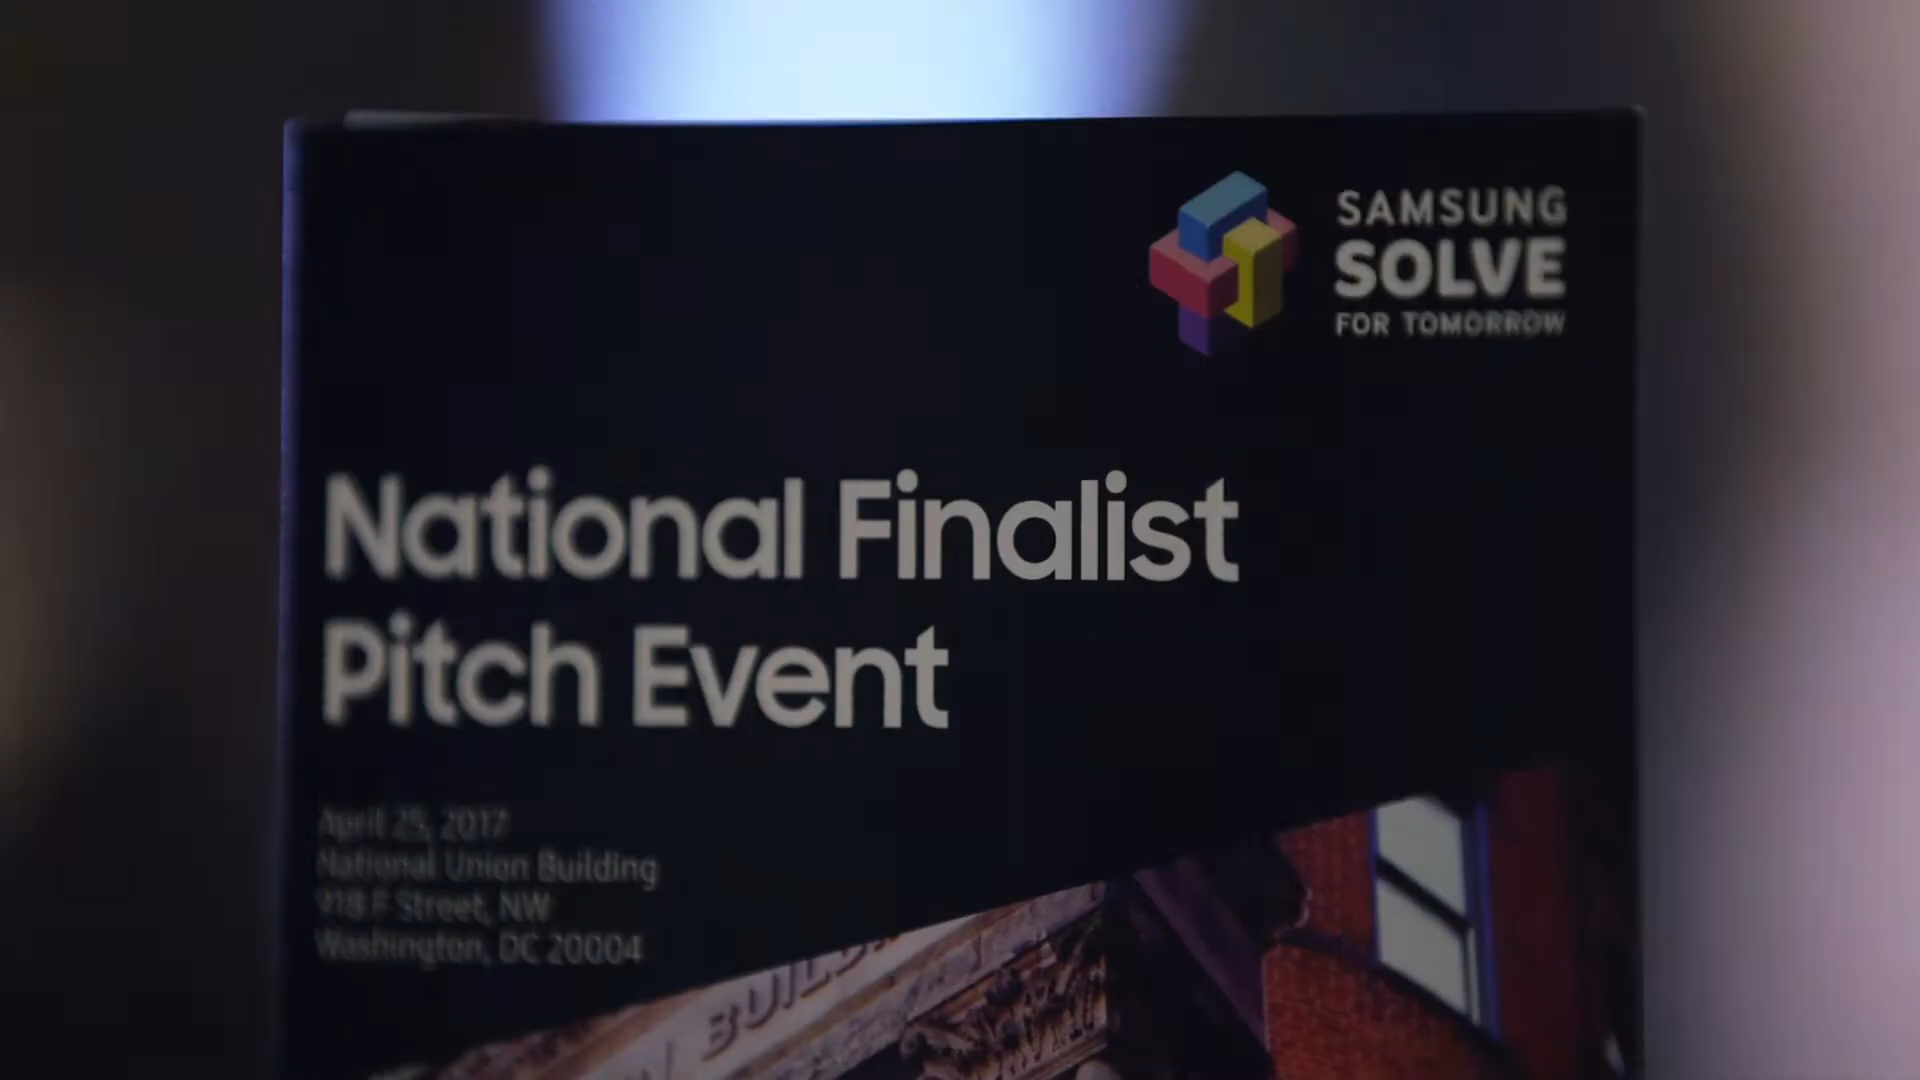 SAMSUNG
SOLVE
FOR TOMORROW
National Finalist
Pitch Event
April 25, 2017
National Union Building
918 F Street, NW
Washington, DC 20004
BUILD